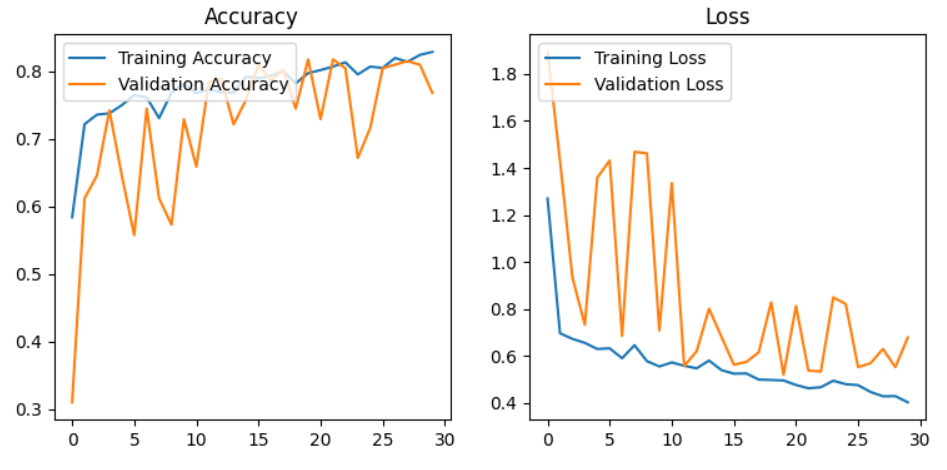 Accuracy
Training Accuracy
Validation Accuracy
0.8
0.7
0.6
0.5
0.4
0.3
0 5 10 15 20 25 30
Loss
Training Loss
Validation Loss
1.8
1.6
1.4
1.2
1.0
0.8
0.6
0.4
0 5 10 15 20 25 30